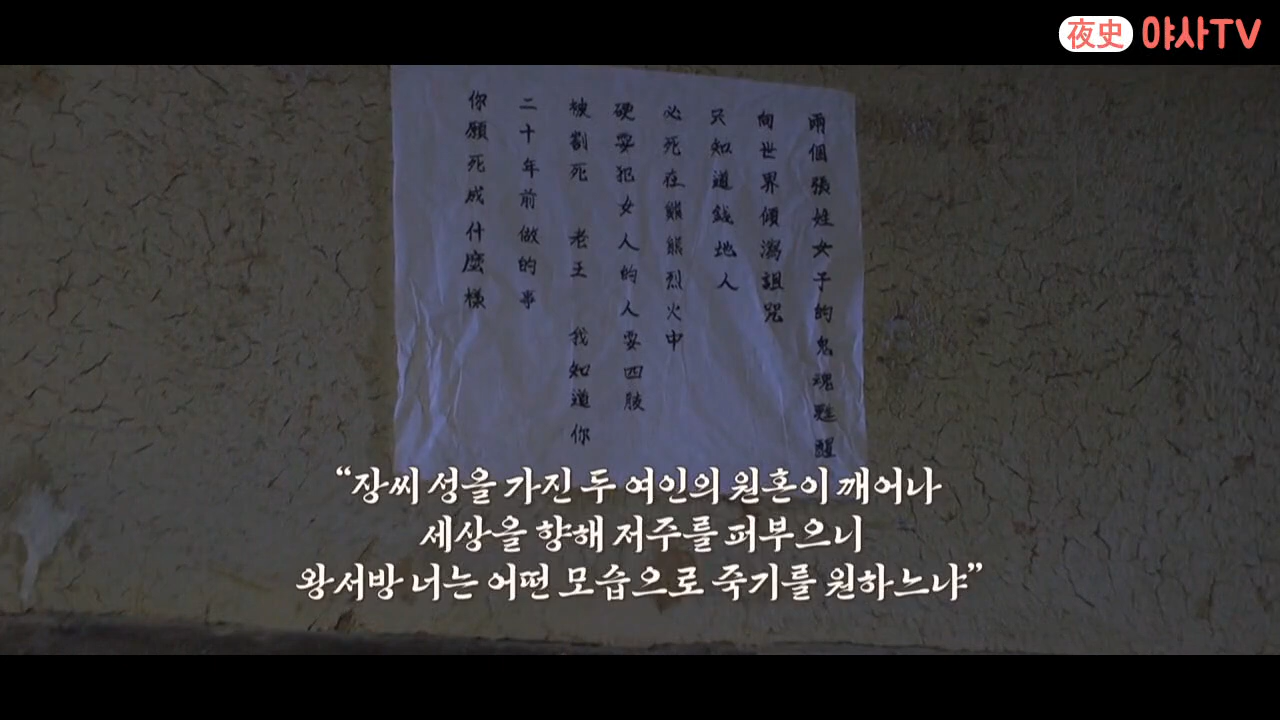 夜史 야사TV
兩個張姓女子的鬼魂甦醒
向世界傾瀉詛咒
只知道錢地人
必死在熊熊烈火中
硬要犯女人的人要四肢
被割死 老王 我知道你
二十年前做的事
你願死成什麼樣
“장씨 성을 가진 두 여인의 원혼이 깨어나
세상을 향해 저주를 퍼부으니
왕서방 너는 어떤 모습으로 죽기를 원하느냐”